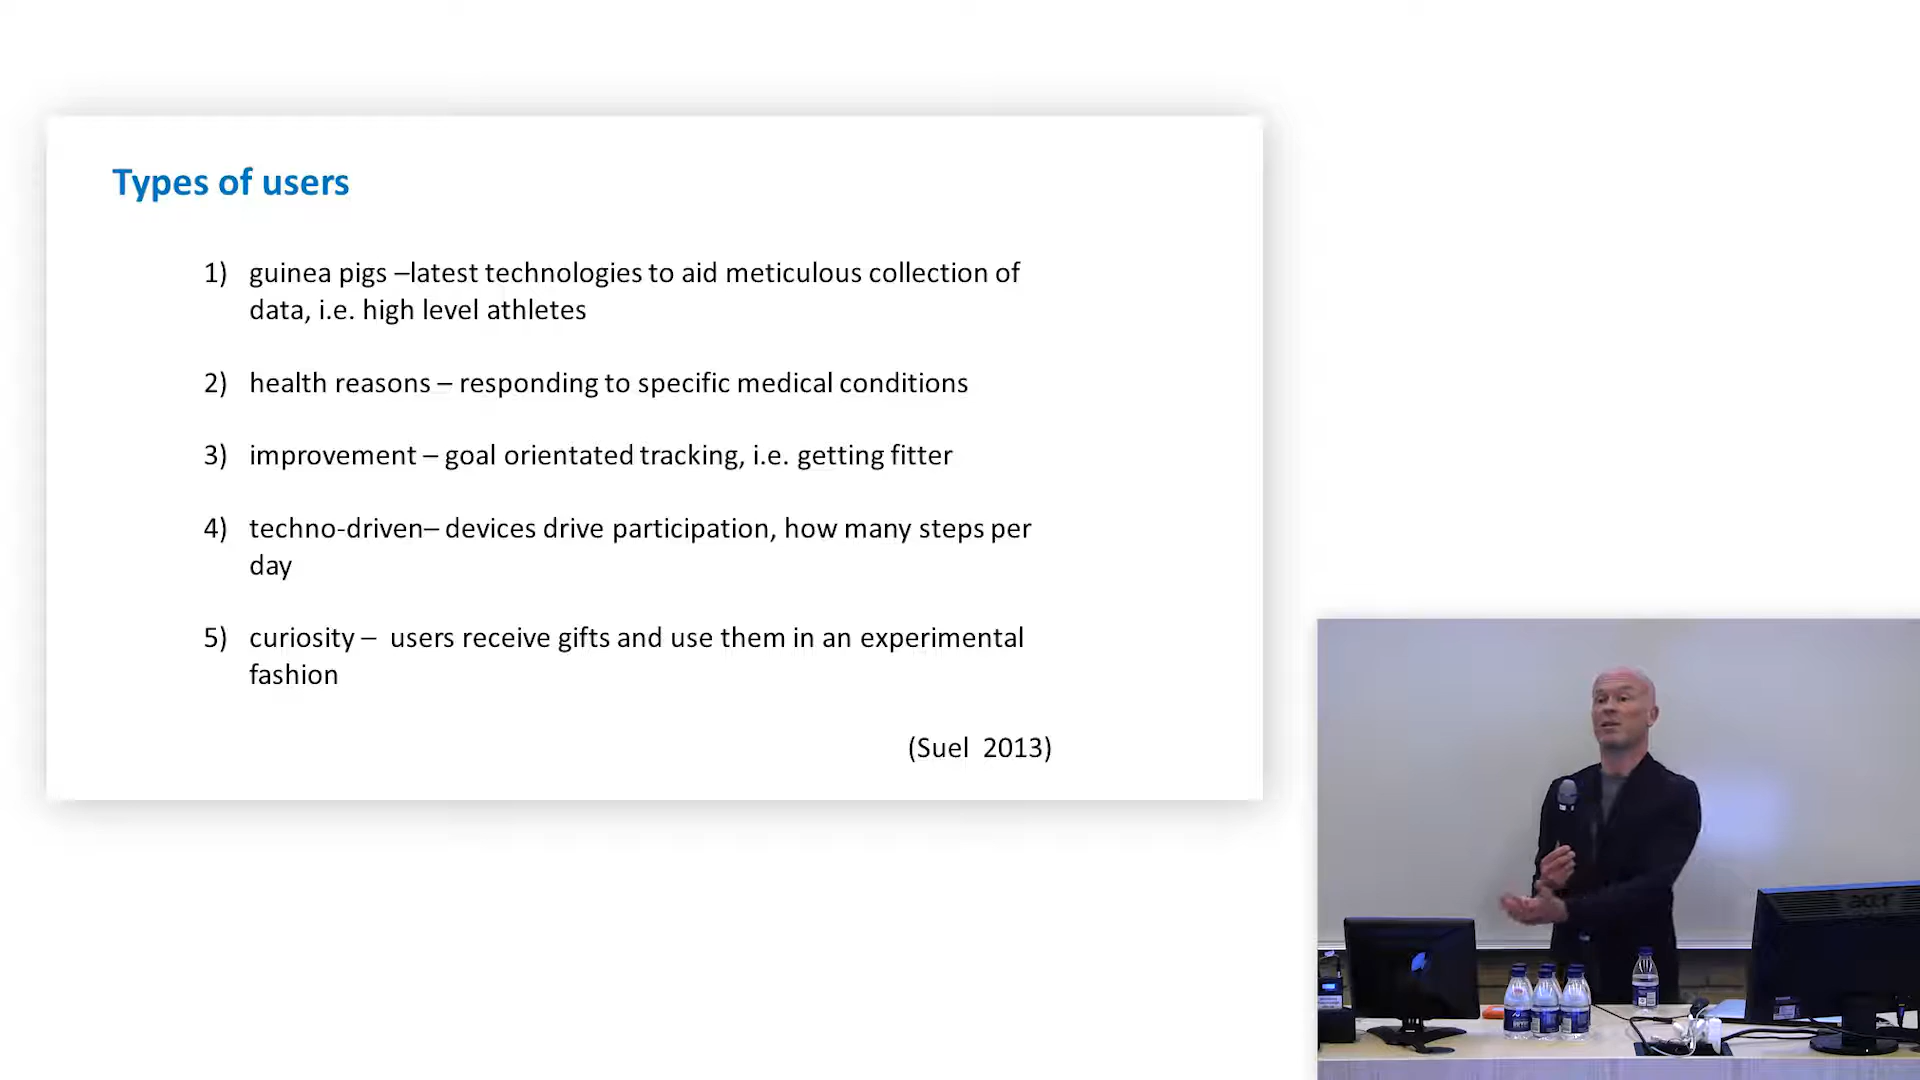 Types of users
1) guinea pigs –latest technologies to aid meticulous collection of
data, i.e. high level athletes
2) health reasons – responding to specific medical conditions
3) improvement – goal orientated tracking, i.e. getting fitter
4) techno-driven– devices drive participation, how many steps per
day
5) curiosity – users receive gifts and use them in an experimental
fashion
(Suel 2013)
acer